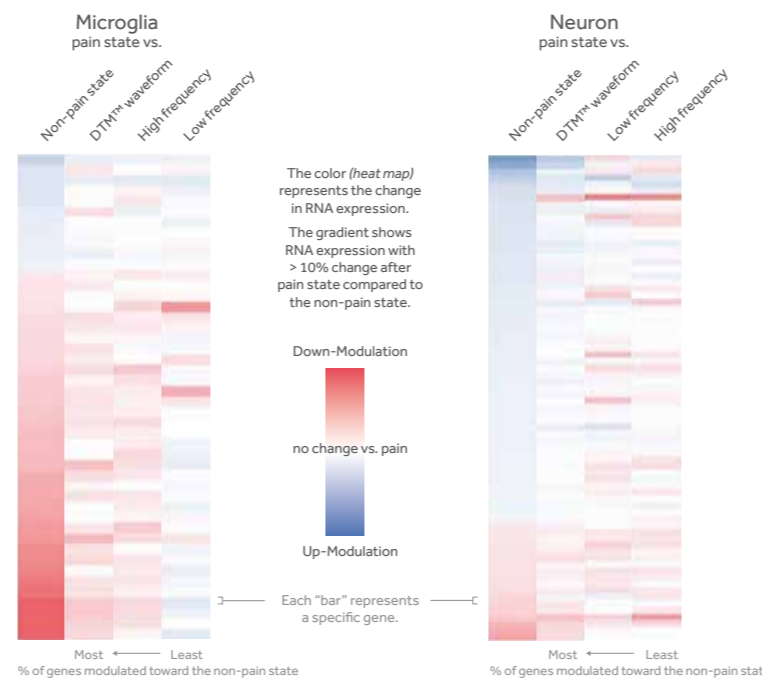 Microglia
pain state vs.
Non-pain state
DTM™ waveform
High frequency
Low frequency
Neuron
pain state vs.
Non-pain state
DTM™ waveform
Low frequency
High frequency
The color (heat map)
represents the change
in RNA expression.
The gradient shows
RNA expression with
> 10% change after
pain state compared to
the non-pain state.
Down-Modulation
no change vs. pain
Up-Modulation
Each “bar” represents
a specific gene.
Most ← Least
% of genes modulated toward the non-pain state
Most ← Least
% of genes modulated toward the non-pain stat